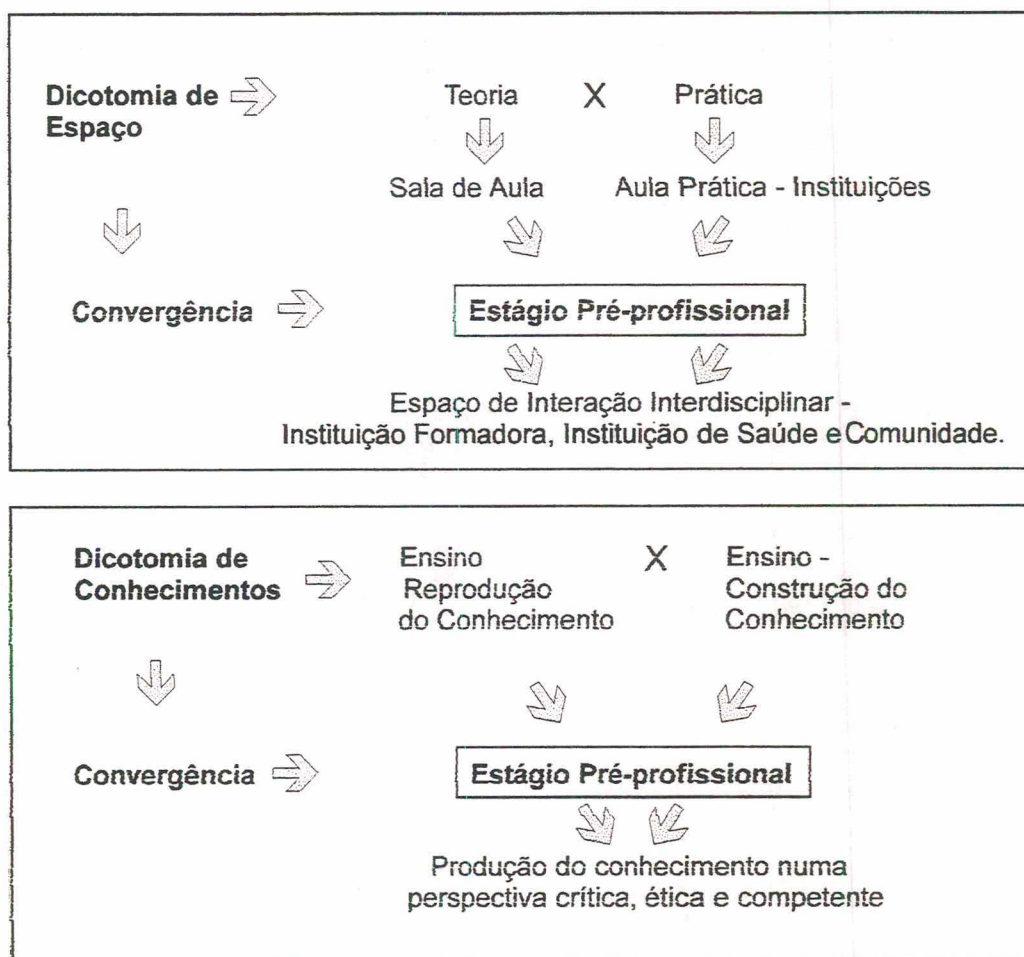 Dicotomia de
Espaço
Teoria X Prática
Sala de Aula Aula Prática - Instituições
Convergência Estágio Pré-profissional
Espaço de Interação Interdisciplinar -
Instituição Formadora, Instituição de Saúde e Comunidade.
Dicotomia de
Conhecimentos
Ensino X Ensino -
Reprodução Construção do
do Conhecimento Conhecimento
Convergência Estágio Pré-profissional
Produção do conhecimento numa
perspectiva crítica, ética e competente